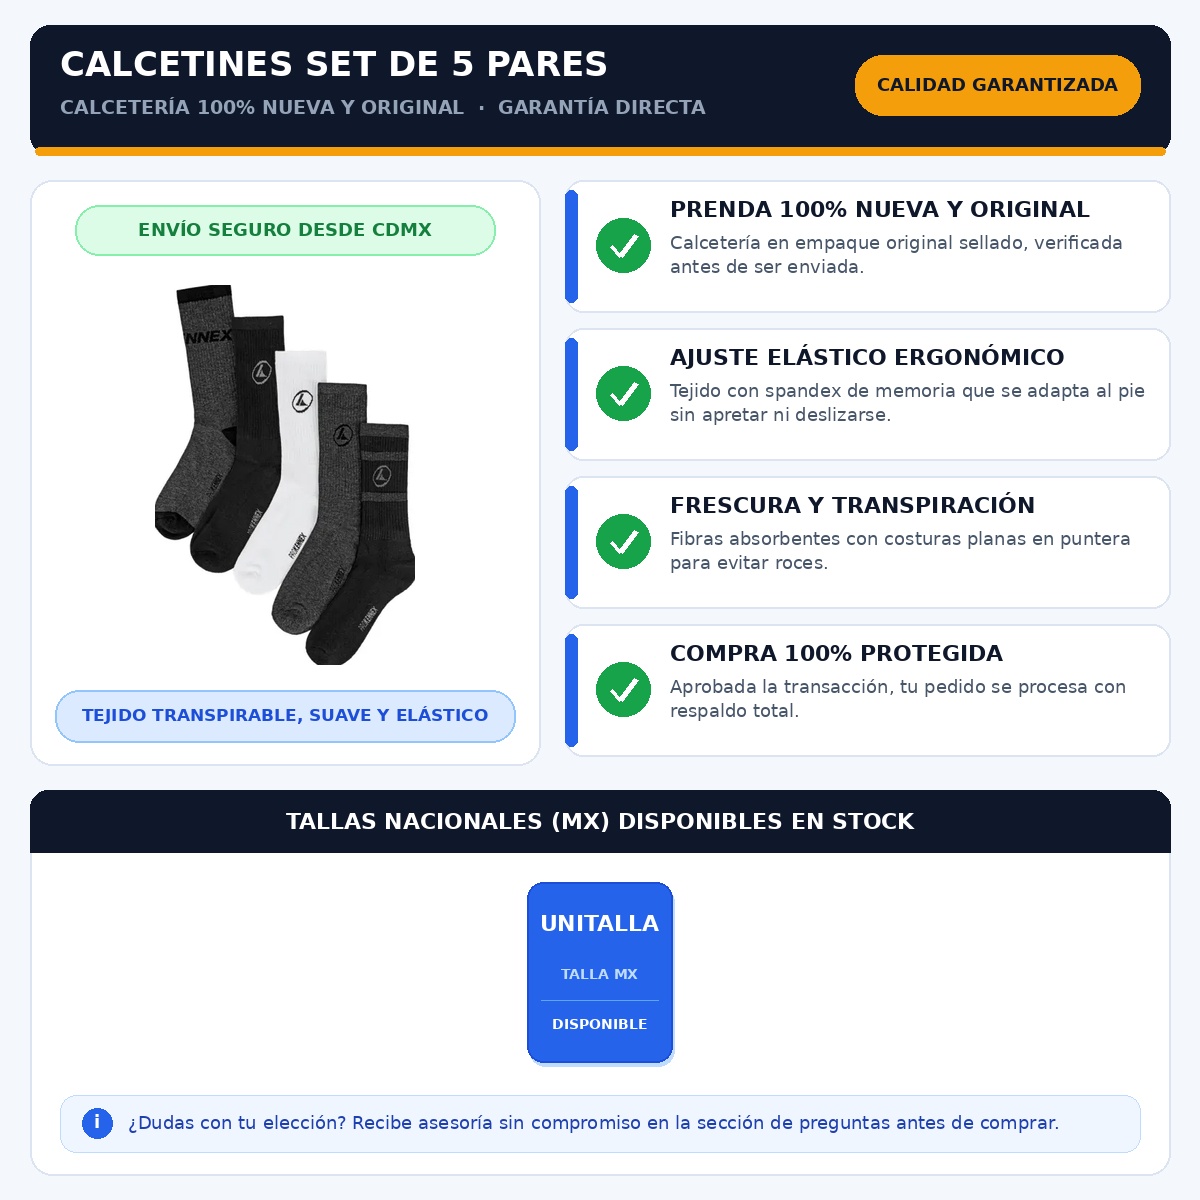 CALCETINES SET DE 5 PARES
CALCETERÍA 100% NUEVA Y ORIGINAL · GARANTÍA DIRECTA
CALIDAD GARANTIZADA
ENVÍO SEGURO DESDE CDMX
NNEX
PROKENNEX
PROKENNEX
PROKENNEX
TEJIDO TRANSPIRABLE, SUAVE Y ELÁSTICO
PRENDA 100% NUEVA Y ORIGINAL
Calcetería en empaque original sellado, verificada
antes de ser enviada.
AJUSTE ELÁSTICO ERGONÓMICO
Tejido con spandex de memoria que se adapta al pie
sin apretar ni deslizarse.
FRESCURA Y TRANSPIRACIÓN
Fibras absorbentes con costuras planas en puntera
para evitar roces.
COMPRA 100% PROTEGIDA
Aprobada la transacción, tu pedido se procesa con
respaldo total.
TALLAS NACIONALES (MX) DISPONIBLES EN STOCK
UNITALLA
TALLA MX
DISPONIBLE
i
¿Dudas con tu elección? Recibe asesoría sin compromiso en la sección de preguntas antes de comprar.